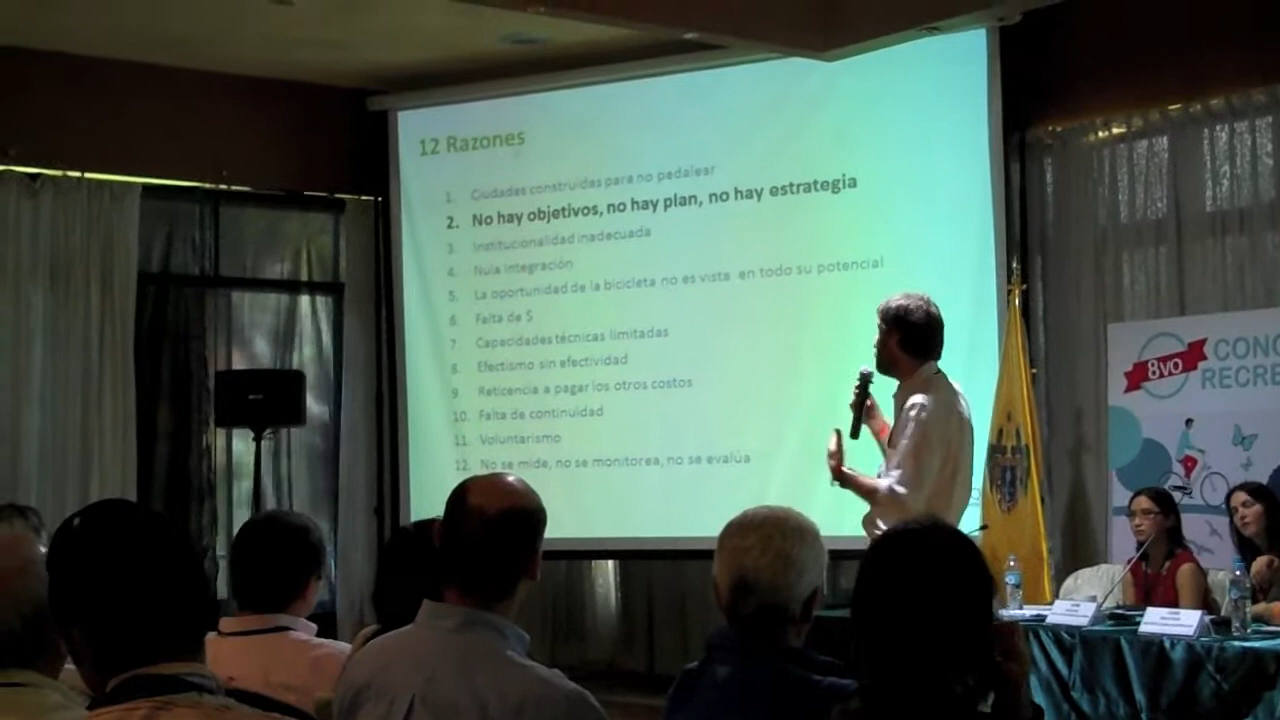 12 Razones
1. Ciudades construidas para no pedalear
2. No hay objetivos, no hay plan, no hay estrategia
3. Institucionalidad inadecuada
4. Nula integración
5. La oportunidad de la bicicleta no es vista en todo su potencial
6. Falta de $
7. Capacidades técnicas limitadas
8. Efectismo sin efectividad
9 Reticencia a pagar los otros costos
10. Falta de continuidad
11. Voluntarismo
12. No se mide, no se monitorea, no se evalúa
8VO
CONG
RECRE